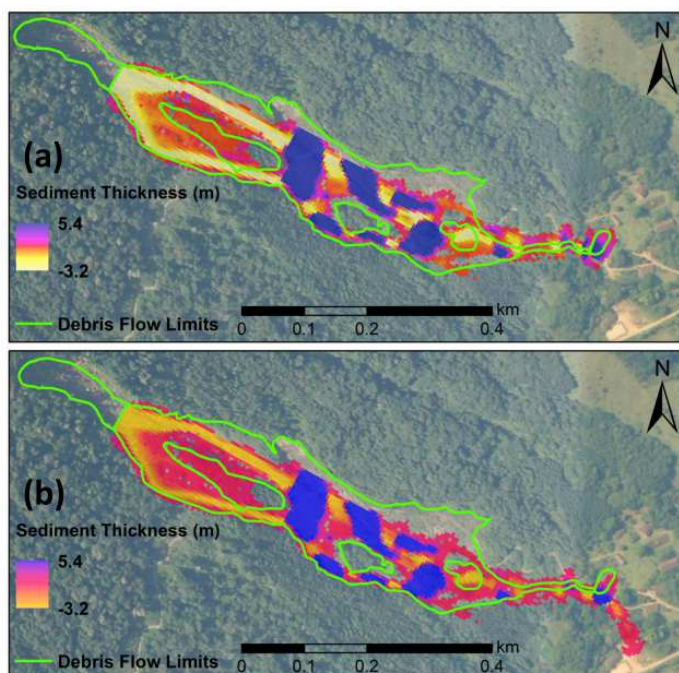 N
(a)
Sediment Thickness (m)
5.4
-3.2
km
Debris Flow Limits
0 0.1 0.2 0.4
N
(b)
Sediment Thickness (m)
5.4
-3.2
km
Debris Flow Limits
0 0.1 0.2 0.4